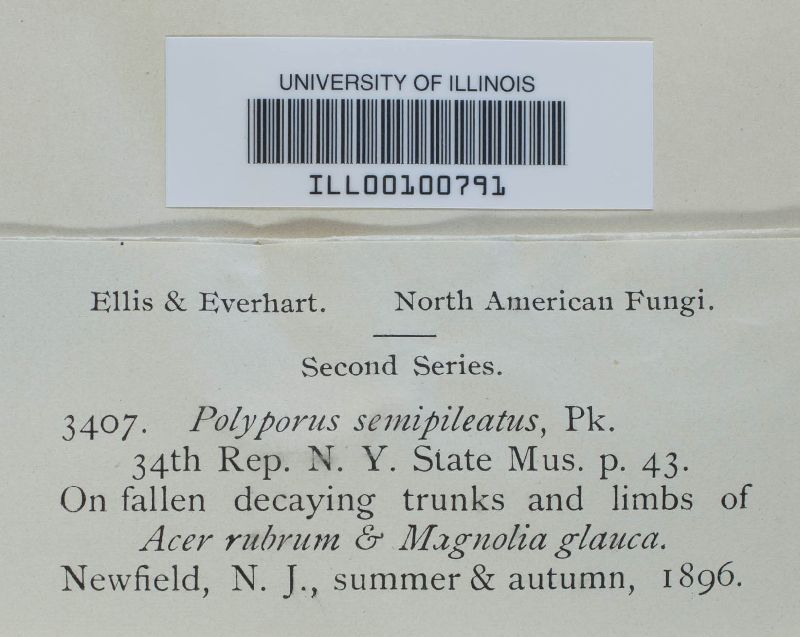 UNIVERSITY OF ILLINOIS
ILL00100791
Ellis & Everhart. North American Fungi.
Second Series.
3407. Polyporus semipileatus, Pk.
34th Rep. N. Y. State Mus. p. 43.
On fallen decaying trunks and limbs of
Acer rubrum & Magnolia glauca.
Newfield, N. J., summer & autumn, 1896.